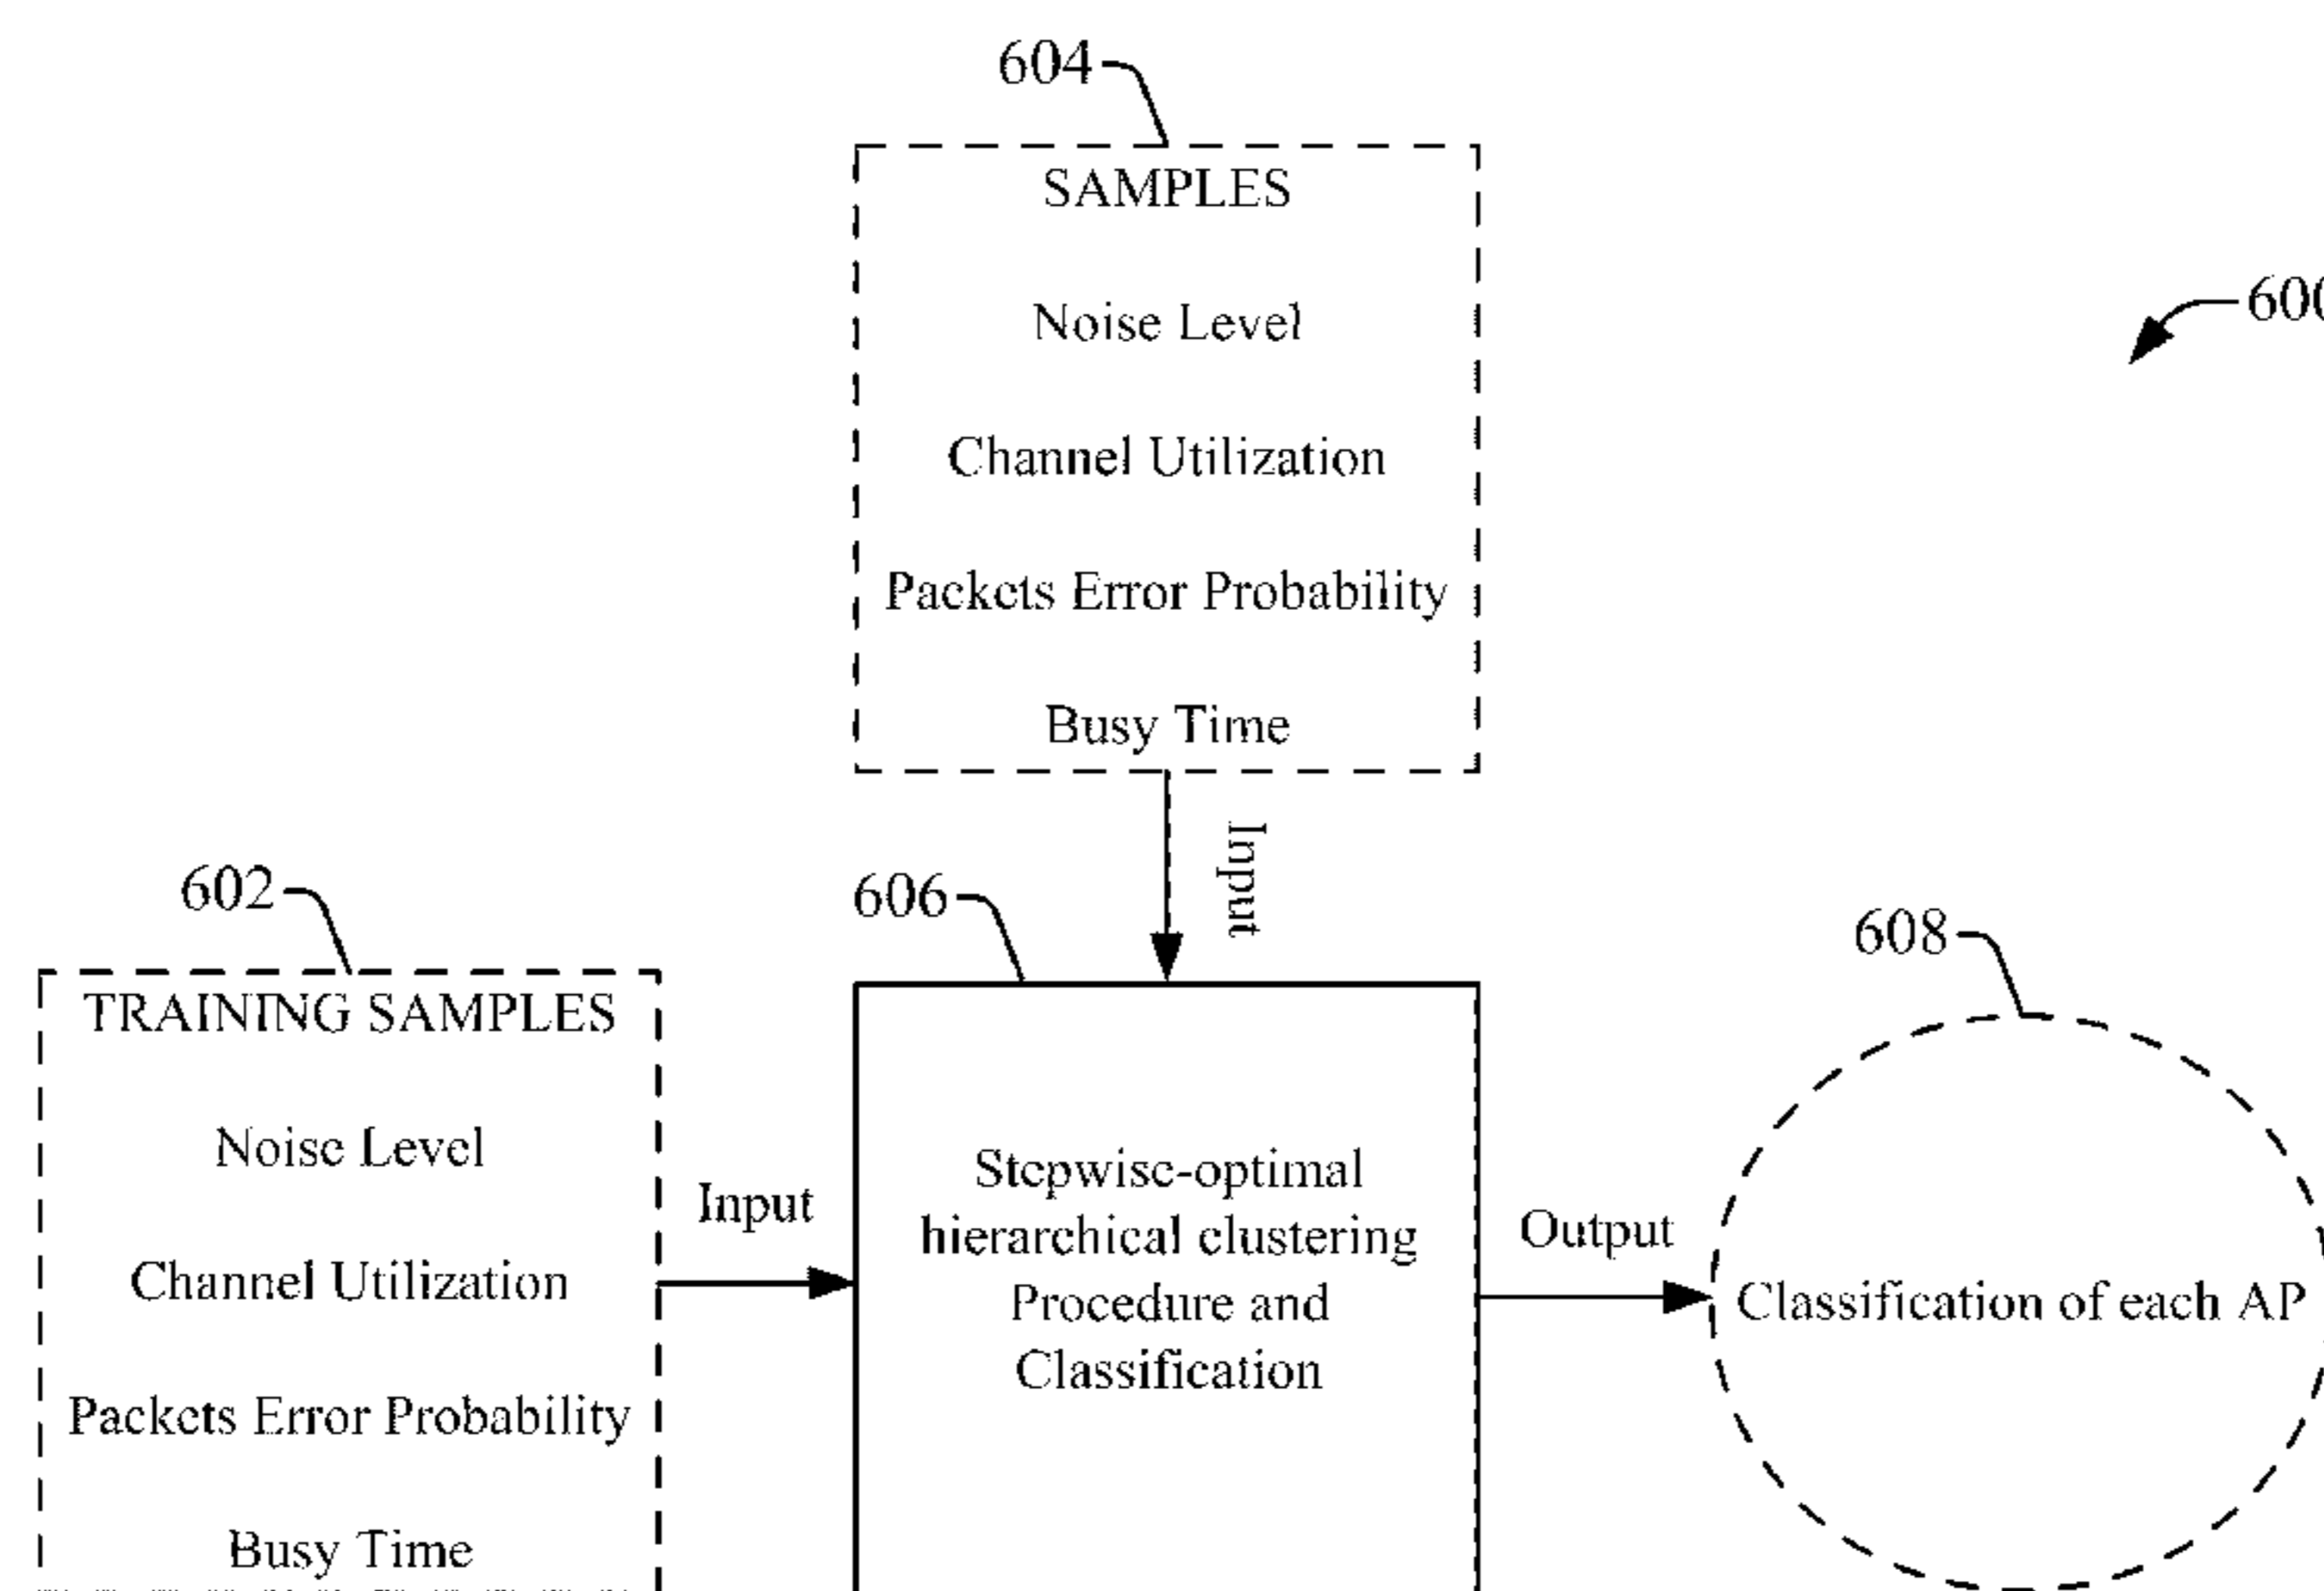 604
SAMPLES
Noise Level
Channel Utilization
Packets Error Probability
Busy Time
600
Input
602
TRAINING SAMPLES
Noise Level
Channel Utilization
Packets Error Probability
Busy Time
Input
606
Stepwise-optimal
hierarchical clustering
Procedure and
Classification
Output
608
Classification of each AP